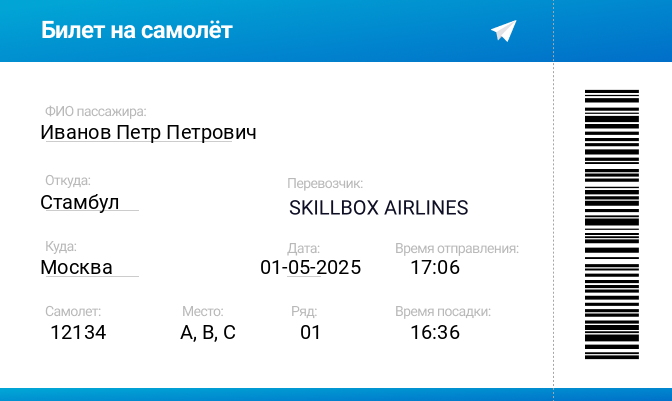 Билет на самолёт
ФИО пассажира:
Иванов Петр Петрович
Откуда:
Стамбул
Перевозчик:
SKILLBOX AIRLINES
Куда:
Москва
Дата:
01-05-2025
Время отправления:
17:06
Самолет:
12134
Место:
А, В, С
Ряд:
01
Время посадки:
16:36